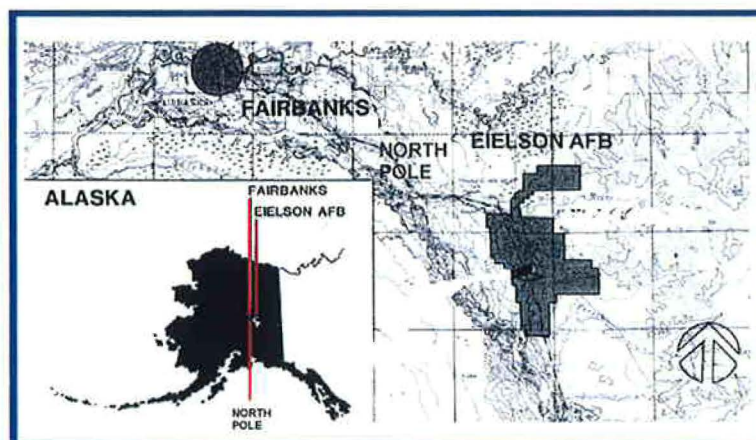 FAIRBANKS
NORTH
POLE
EIELSON AFB
ALASKA
FAIRBANKS
EIELSON AFB
NORTH
POLE